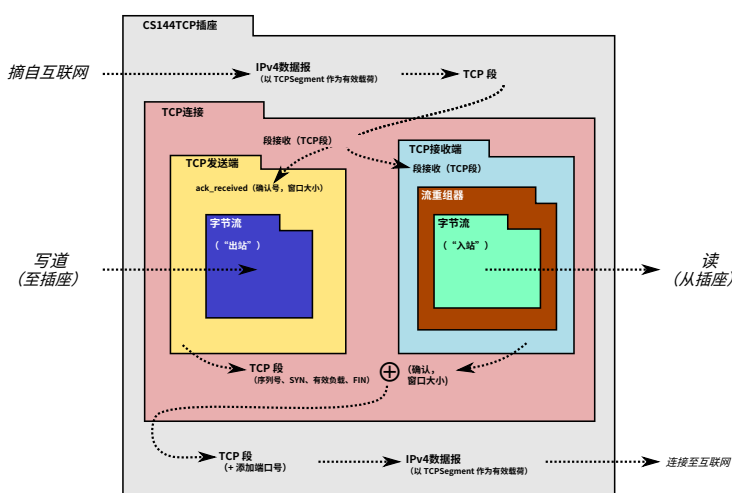 CS144TCP插座
摘自互联网
IPv4数据报
（以 TCPSegment 作为有效载荷）
TCP 段
TCP连接
段接收（TCP段）
TCP接收端
段接收（TCP段）
TCP发送端
ack_received（确认号，窗口大小）
流重组器
字节流
（“出站”）
字节流
（“入站”）
写道
（至插座）
读
（从插座）
TCP 段
（序列号、SYN、有效负载、FIN）
（确认，
窗口大小）
TCP 段
（+ 添加端口号）
IPv4数据报
（以 TCPSegment 作为有效载荷）
连接至互联网